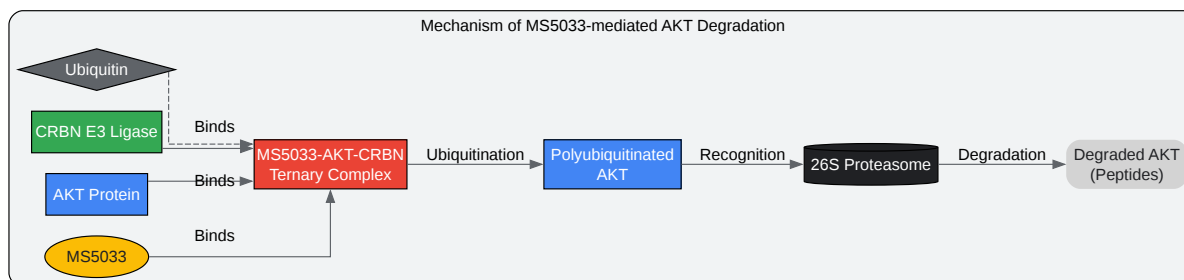 Mechanism of MS5033-mediated AKT Degradation
Ubiquitin
CRBN E3 Ligase
Binds
AKT Protein
Binds
MS5033
Binds
MS5033-AKT-CRBN
Ternary Complex
Ubiquitination
Polyubiquitinated
AKT
Recognition
26S Proteasome
Degradation
Degraded AKT
(Peptides)